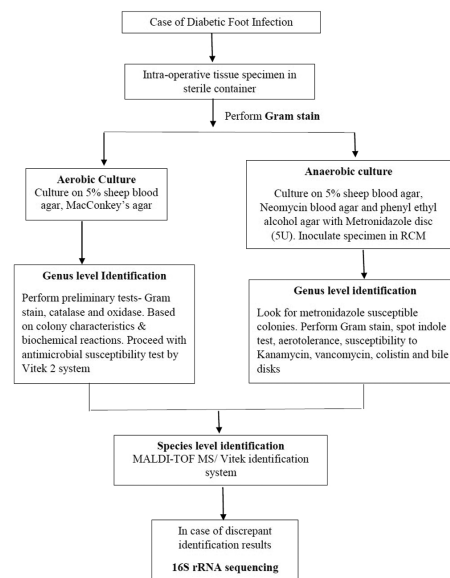 Case of Diabetic Foot Infection
Intra-operative tissue specimen in
sterile container
Perform Gram stain
Aerobic Culture
Culture on 5% sheep blood
agar, MacConkey's agar
Anaerobic culture
Culture on 5% sheep blood agar,
Neomycin blood agar and phenyl ethyl
alcohol agar with Metronidazole disc
(5U). Inoculate specimen in RCM
Genus level Identification
Perform preliminary tests- Gram
stain, catalase and oxidase. Based
on colony characteristics &
biochemical reactions. Proceed with
antimicrobial susceptibility test by
Vitek 2 system
Genus level identification
Look for metronidazole susceptible
colonies. Perform Gram stain, spot indole
test, aerotolerance, susceptibility to
Kanamycin, vancomycin, colistin and bile
disks
Species level identification
MALDI-TOF MS/ Vitek identification
system
In case of discrepant
identification results
16S rRNA sequencing